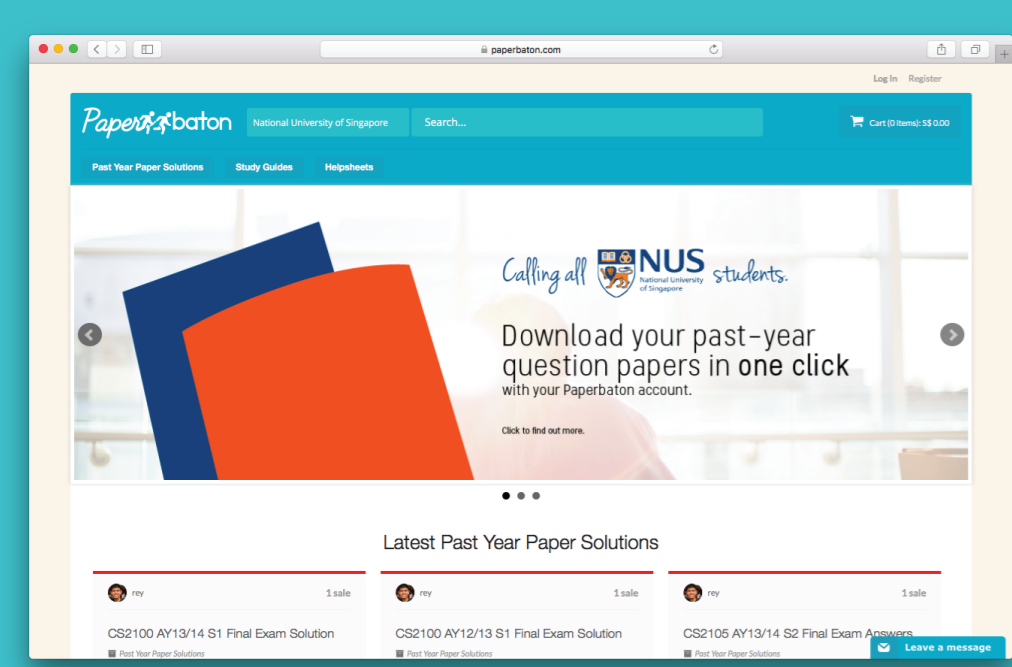 paperbaton.com
Log In Register
Paperbaton
National University of Singapore
Search...
Cart (0 Items): S$ 0.00
Past Year Paper Solutions Study Guides Helpsheets
Calling all NUS National University of Singapore students.
Download your past-year
question papers in one click
with your Paperbaton account.
Click to find out more.
Latest Past Year Paper Solutions
rey 1 sale
CS2100 AY13/14 S1 Final Exam Solution
Past Year Paper Solutions
rey 1 sale
CS2100 AY12/13 S1 Final Exam Solution
Past Year Paper Solutions
rey 1 sale
CS2105 AY13/14 S2 Final Exam Answers
Past Year Paper Solutions
Leave a message